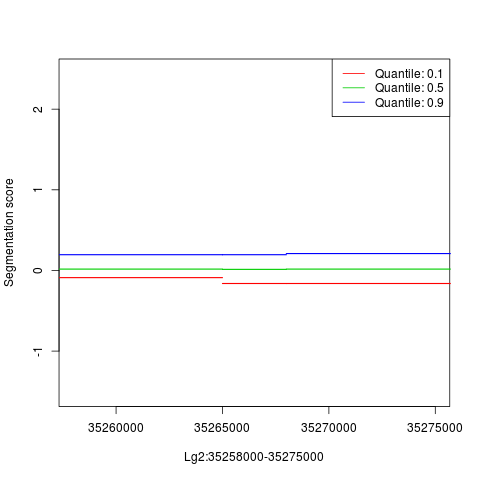 Quantile: 0.1
Quantile: 0.5
Quantile: 0.9
Segmentation score
2
1
0
-1
35260000 35265000 35270000 35275000
Lg2:35258000-35275000